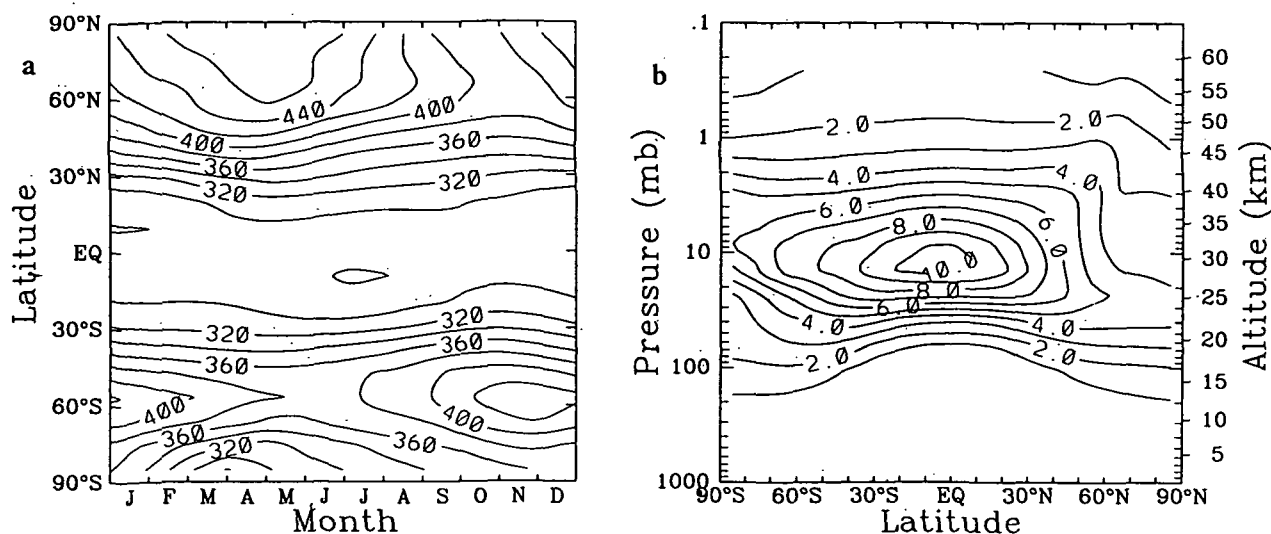 a
90°N
60°N
30°N
EQ
30°S
60°S
90°S
Latitude
440
400
400
360
360
320
320
320
320
360
360
400
400
360
360
320
J F M A M J J A S O N D
Month
b
.1
1
10
100
1000
Pressure (mb)
2.0
2.0
4.0
4.0
6.0
6.0
8.0
10.0
8.0
6.0
4.0
4.0
2.0
2.0
60
55
50
45
40
35
30
25
20
15
10
5
Altitude (km)
90°S 60°S 30°S EQ 30°N 60°N 90°N
Latitude